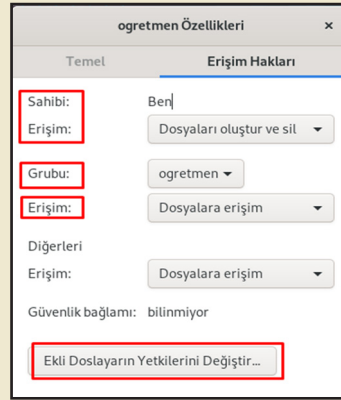 ogretmen Özellikleri ×
Temel Erişim Hakları
Sahibi: Ben
Erişim: Dosyaları oluştur ve sil
Grubu: ogretmen
Erişim: Dosyalara erişim
Diğerleri
Erişim: Dosyalara erişim
Güvenlik bağlamı: bilinmiyor
Ekli Doslayarın Yetkilerini Değiştir...